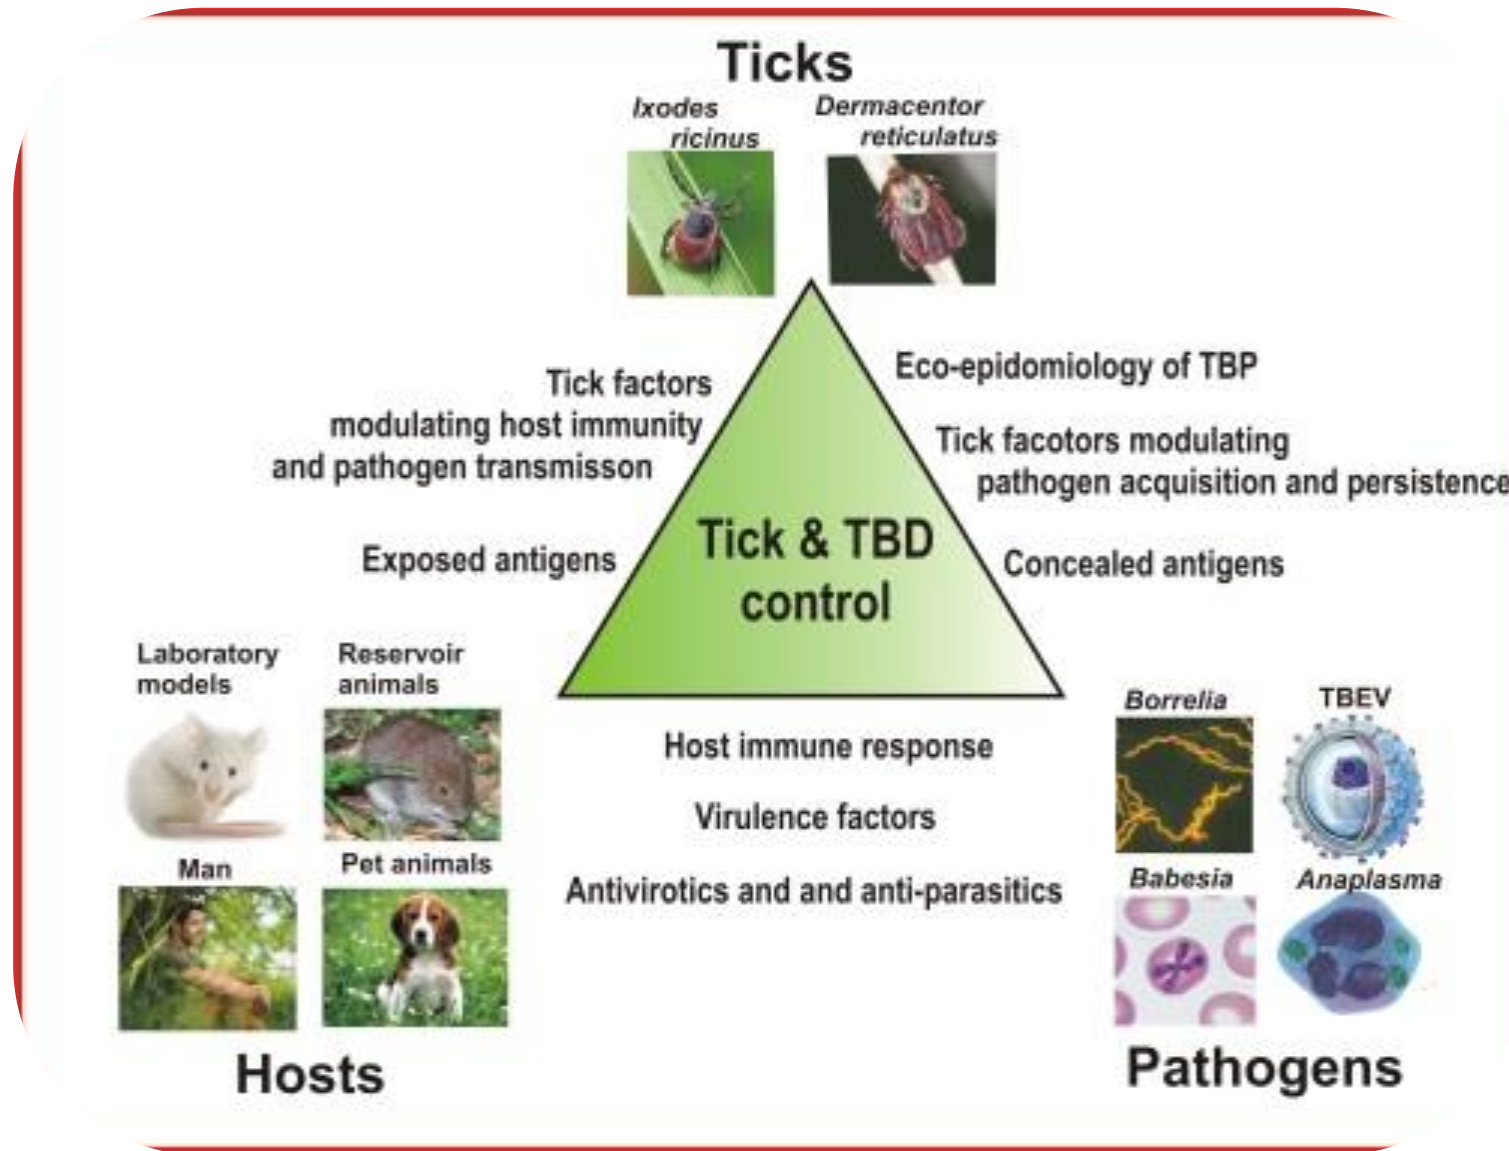 Ticks
Ixodes
ricinus
Dermacentor
reticulatus
Tick factors
modulating host immunity
and pathogen transmisson
Exposed antigens
Eco-epidomiology of TBP
Tick facotors modulating
pathogen acquisition and persistence
Concealed antigens
Tick & TBD
control
Laboratory
models
Reservoir
animals
Man
Pet animals
Hosts
Host immune response
Virulence factors
Antivirotics and and anti-parasitics
Borrelia
TBEV
Babesia
Anaplasma
Pathogens